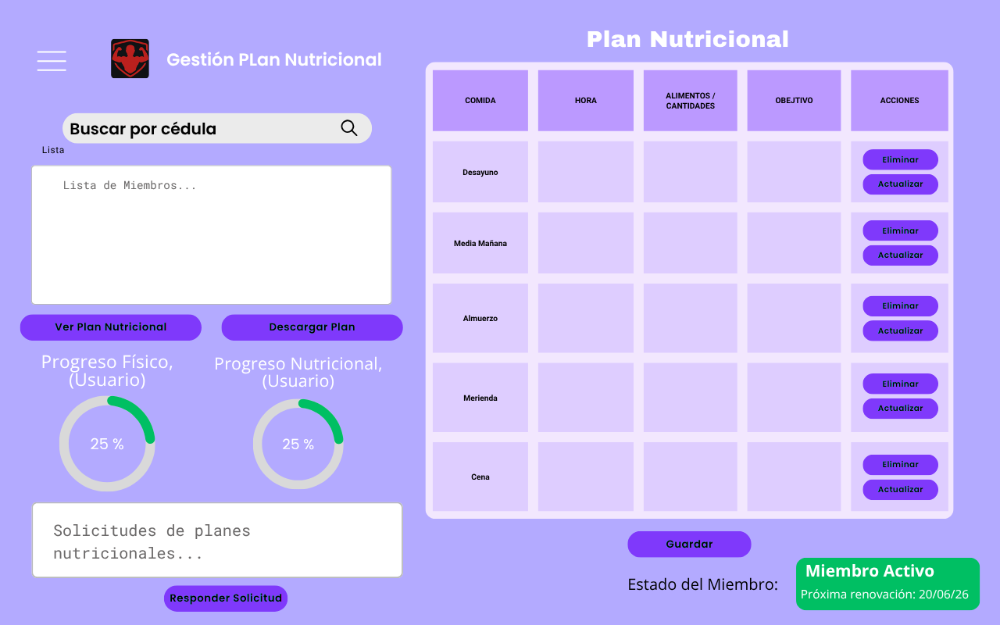 Gestión PLan Nutricional
Buscar por cédula
Lista
Lista de Miembros...
Ver Plan Nutricional
Descargar Plan
Progreso Físico,
(Usuario)
Progreso Nutricional,
(Usuario)
25 %
25 %
Solicitudes de planes
nutricionales...
Responder Solicitud
Plan Nutricional
COMIDA
HORA
ALIMENTOS /
CANTIDADES
OBEJTIVO
ACCIONES
Desayuno
Eliminar
Actualizar
Media Mañana
Eliminar
Actualizar
Almuerzo
Eliminar
Actualizar
Merienda
Eliminar
Actualizar
Cena
Eliminar
Actualizar
Guardar
Estado del Miembro:
Miembro Activo
Próxima renovación: 20/06/26